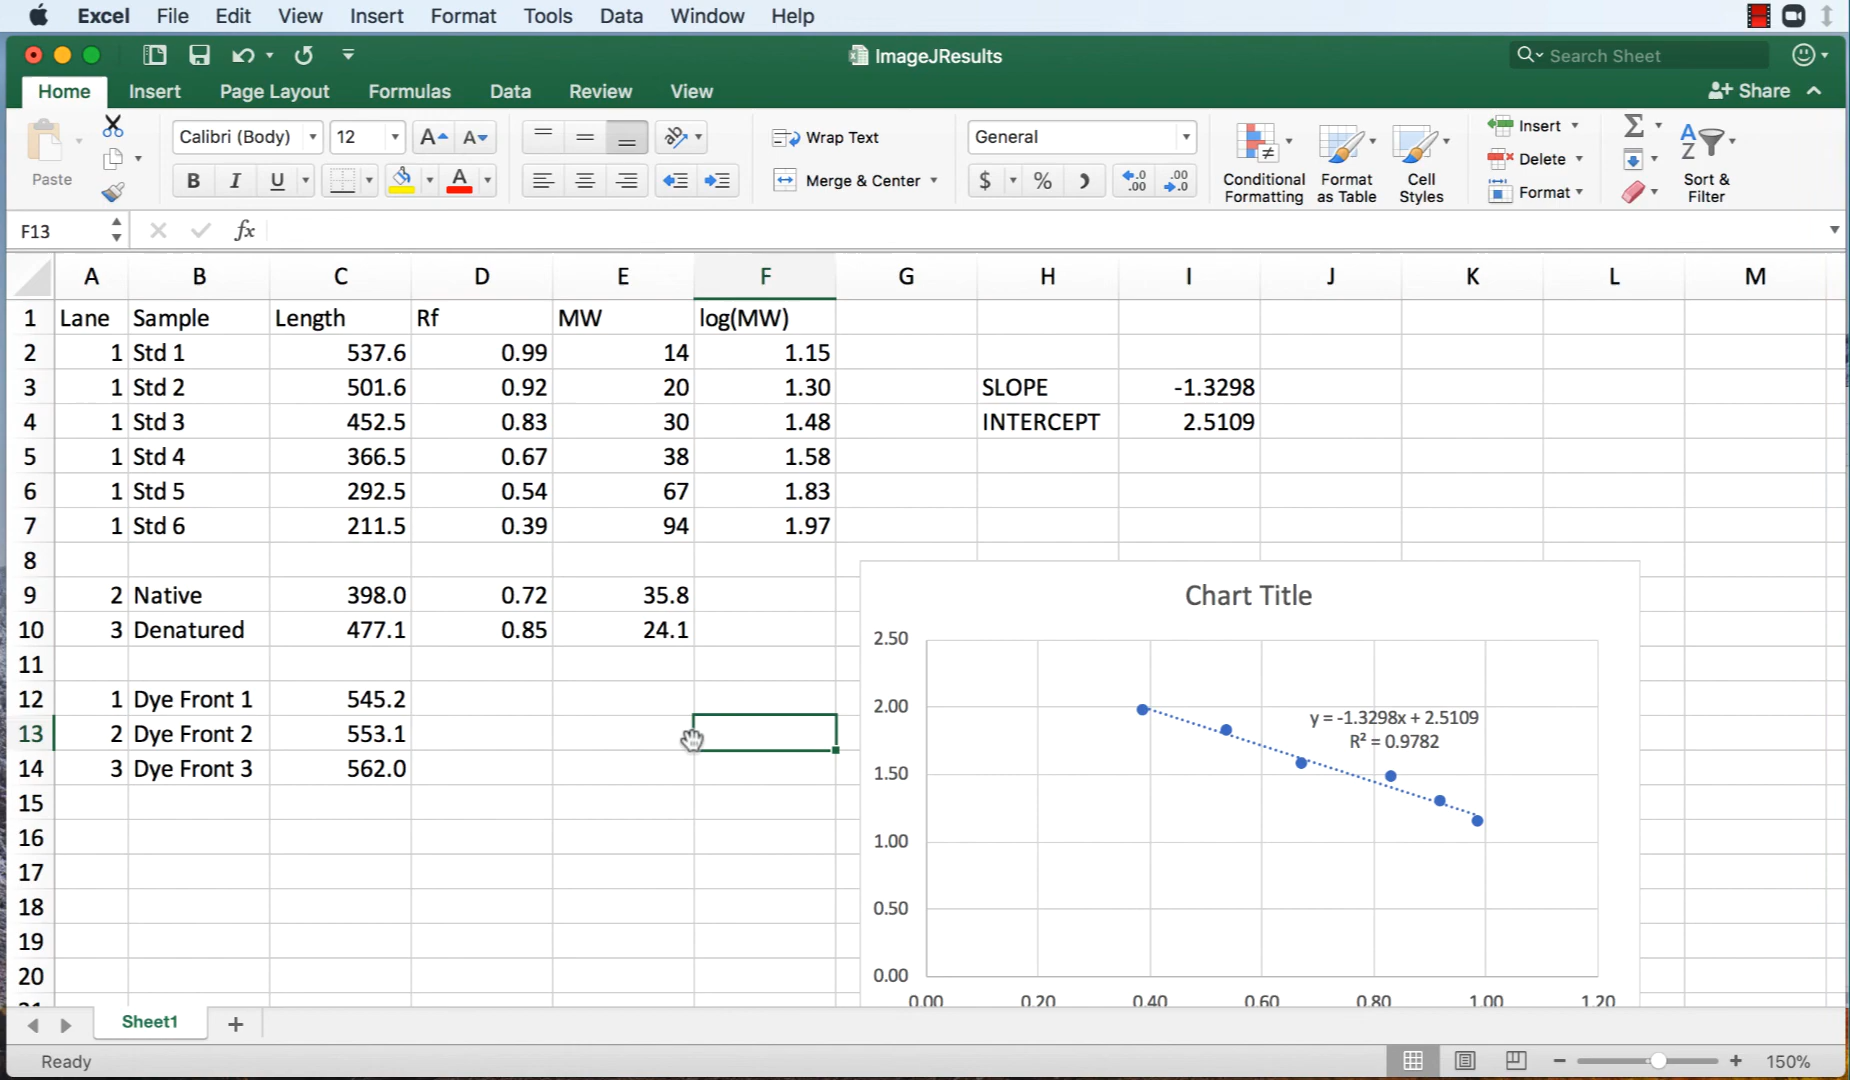 Excel File Edit View Insert Format Tools Data Window Help
ImageJResults
Search Sheet
Home Insert Page Layout Formulas Data Review View
Share
Paste
Calibri (Body) 12 A A
B I U A
Wrap Text
Merge & Center
General
$ % .0 .00 .00 .0
Conditional Formatting
Format as Table
Cell Styles
Insert
Delete
Format
Sort & Filter
F13 fx
A B C D E F G H I J K L M
1 Lane Sample Length Rf MW log(MW)
2 1 Std 1 537.6 0.99 14 1.15
3 1 Std 2 501.6 0.92 20 1.30 SLOPE -1.3298
4 1 Std 3 452.5 0.83 30 1.48 INTERCEPT 2.5109
5 1 Std 4 366.5 0.67 38 1.58
6 1 Std 5 292.5 0.54 67 1.83
7 1 Std 6 211.5 0.39 94 1.97
8
9 2 Native 398.0 0.72 35.8
10 3 Denatured 477.1 0.85 24.1
11
12 1 Dye Front 1 545.2
13 2 Dye Front 2 553.1
14 3 Dye Front 3 562.0
15
16
17
18
19
20
Chart Title
2.50
2.00
1.50
1.00
0.50
0.00
y = -1.3298x + 2.5109
R² = 0.9782
0.00 0.20 0.40 0.60 0.80 1.00 1.20
Sheet1
Ready
150%